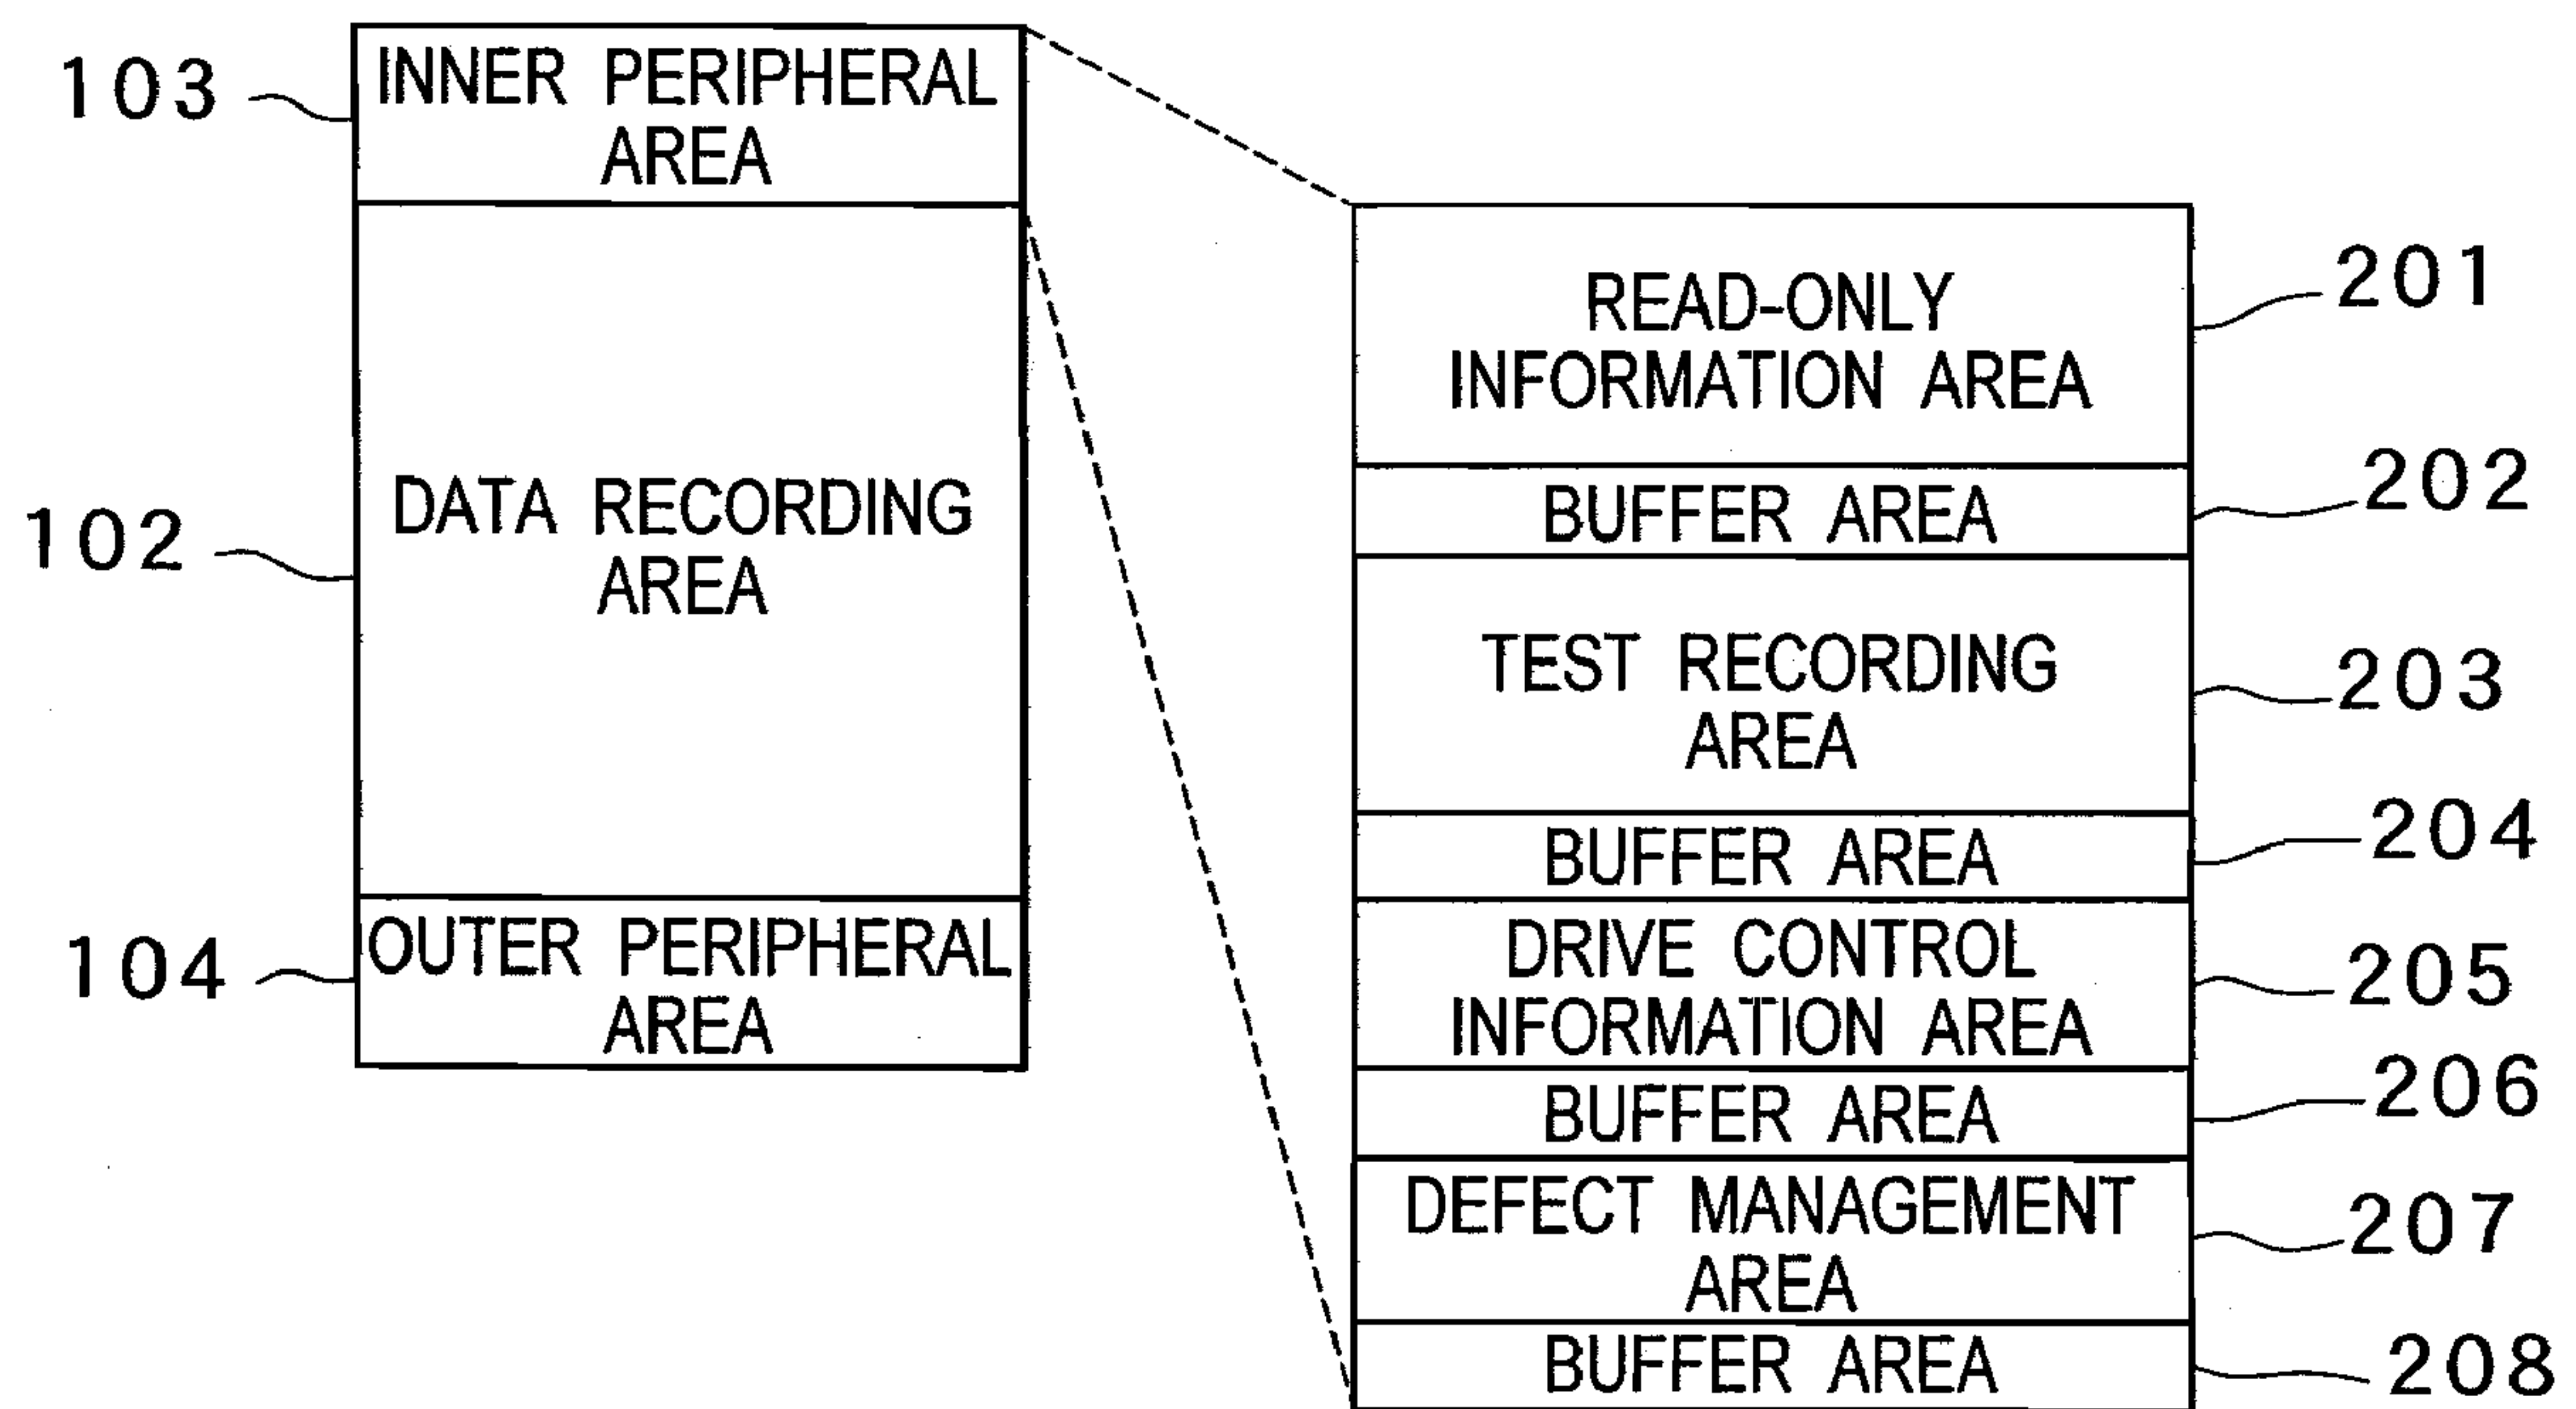 103
INNER PERIPHERAL
AREA
102
DATA RECORDING
AREA
104
OUTER PERIPHERAL
AREA
READ-ONLY
INFORMATION AREA
201
BUFFER AREA
202
TEST RECORDING
AREA
203
BUFFER AREA
204
DRIVE CONTROL
INFORMATION AREA
205
BUFFER AREA
206
DEFECT MANAGEMENT
AREA
207
BUFFER AREA
208